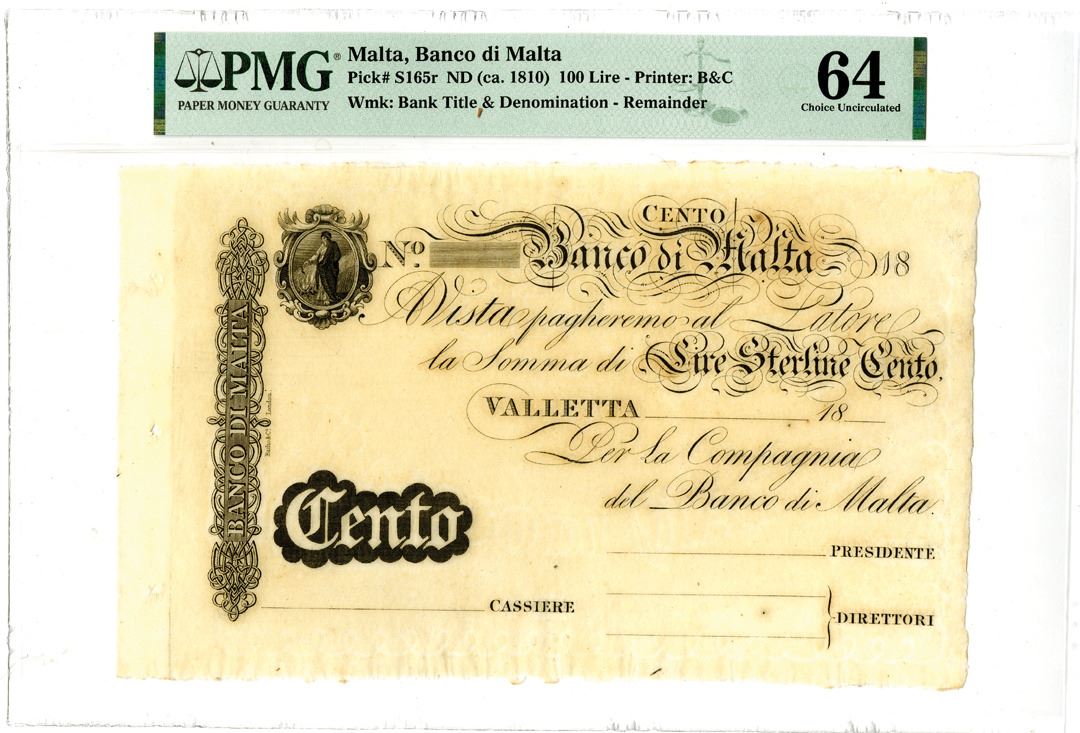 PMG®
PAPER MONEY GUARANTY
Malta, Banco di Malta
Pick# S165r ND (ca. 1810) 100 Lire - Printer: B&C
Wmk: Bank Title & Denomination - Remainder
64
Choice Uncirculated
CENTO
No. Banco di Malta 18
A Vista pagheremo al Latore
la Somma di Lire Sterline Cento.
VALLETTA 18
Per la Compagnia
del Banco di Malta.
BANCO DI MALTA
Cento
PRESIDENTE
CASSIERE
DIRETTORI